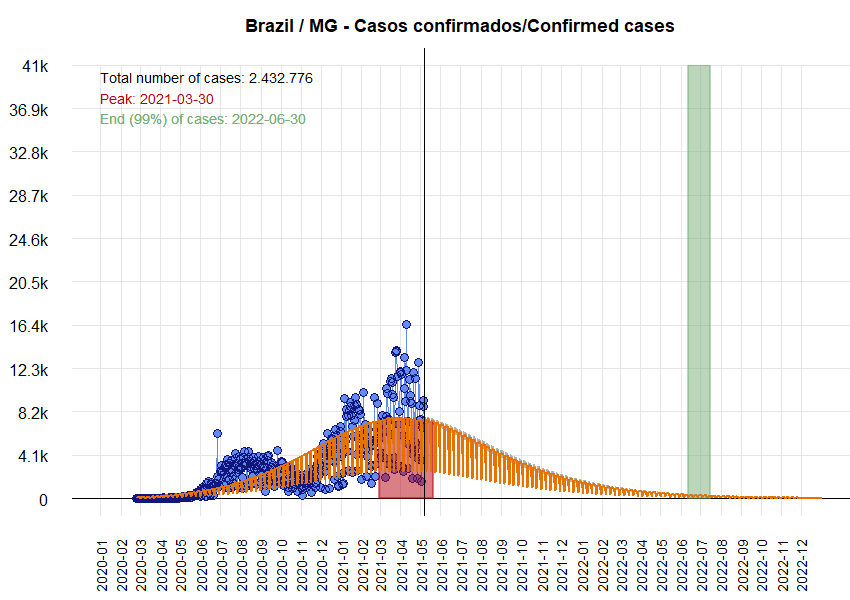 Brazil / MG - Casos confirmados/Confirmed cases
Total number of cases: 2.432.776
Peak: 2021-03-30
End (99%) of cases: 2022-06-30
41k
36.9k
32.8k
28.7k
24.6k
20.5k
16.4k
12.3k
8.2k
4.1k
0
2020-01
2020-02
2020-03
2020-04
2020-05
2020-06
2020-07
2020-08
2020-09
2020-10
2020-11
2020-12
2021-01
2021-02
2021-03
2021-04
2021-05
2021-06
2021-07
2021-08
2021-09
2021-10
2021-11
2021-12
2022-01
2022-02
2022-03
2022-04
2022-05
2022-06
2022-07
2022-08
2022-09
2022-10
2022-11
2022-12